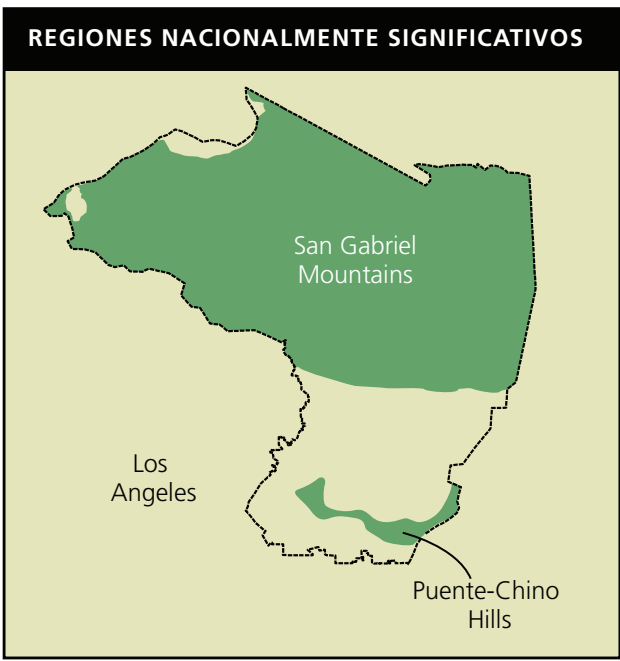 REGIONES NACIONALMENTE SIGNIFICATIVOS
San Gabriel
Mountains
Los
Angeles
Puente-Chino
Hills